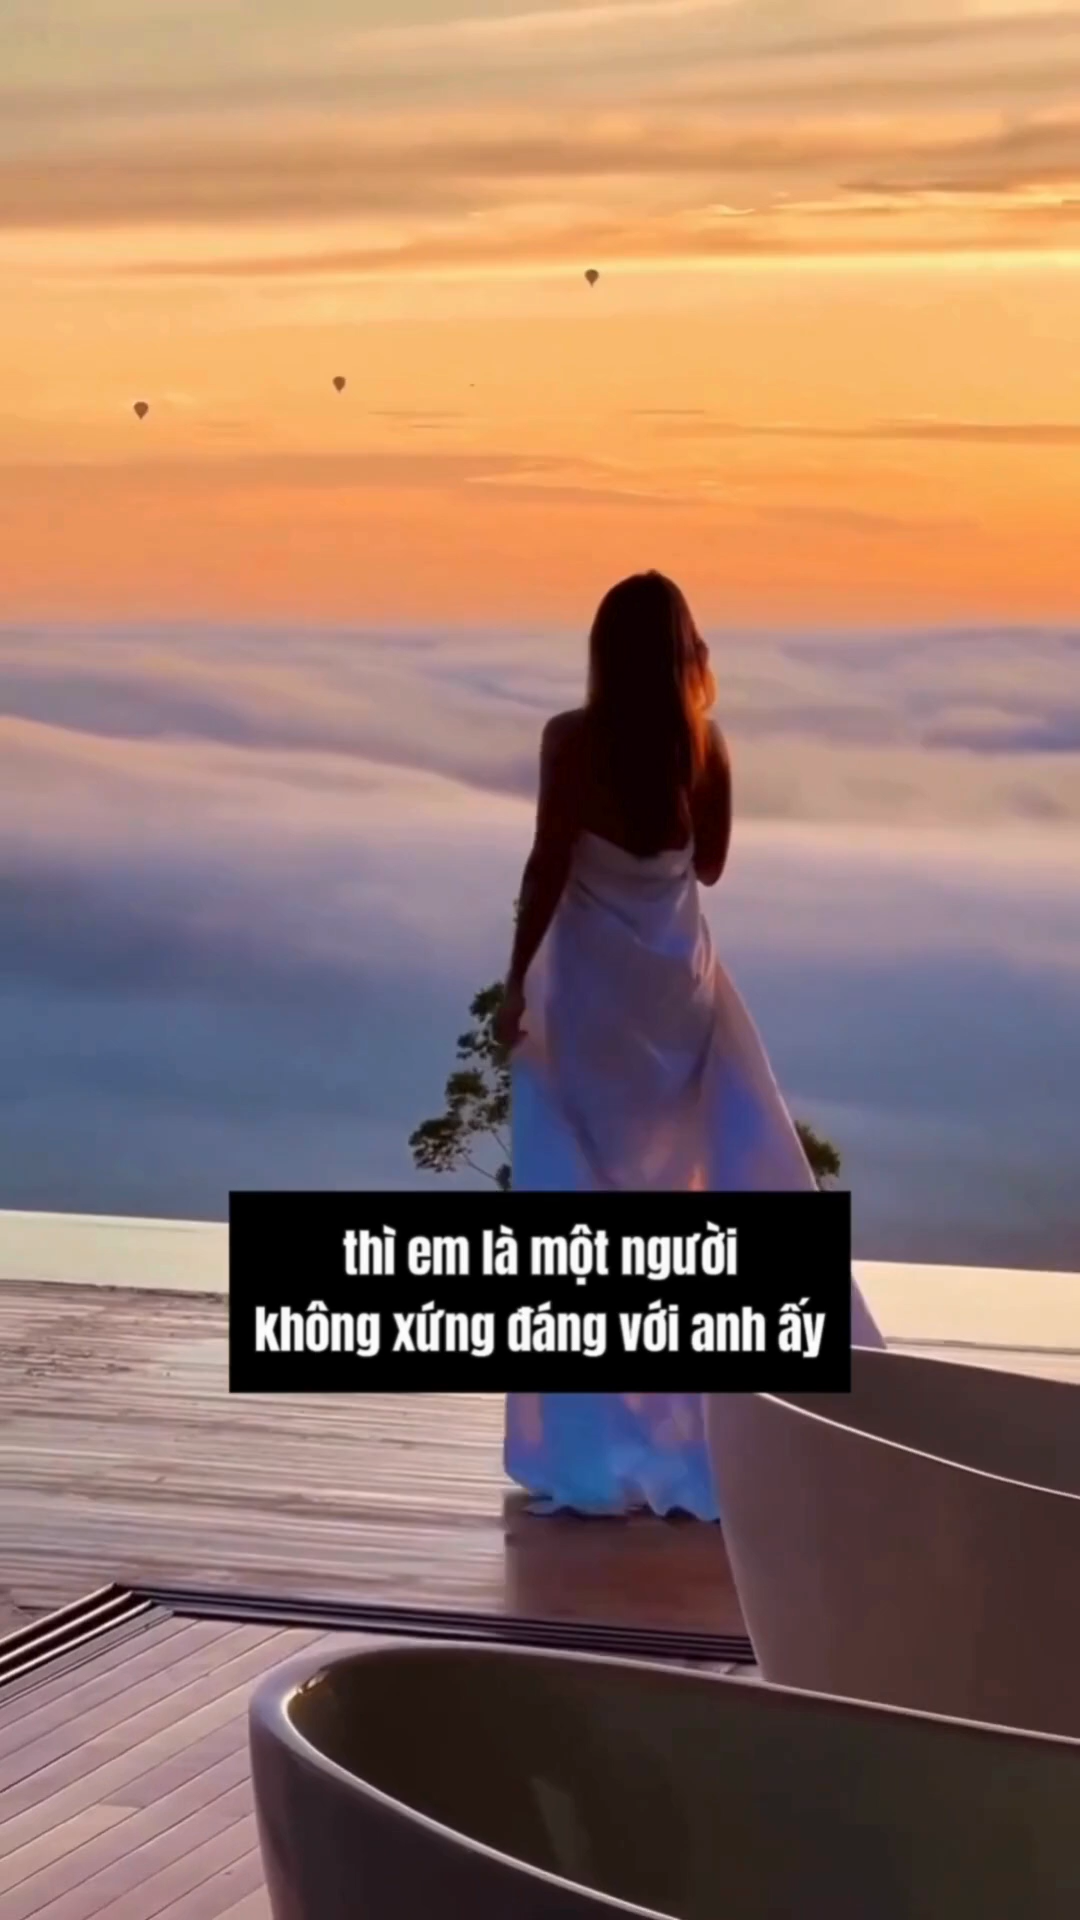 thì em là một người
không xứng đáng với anh ấy